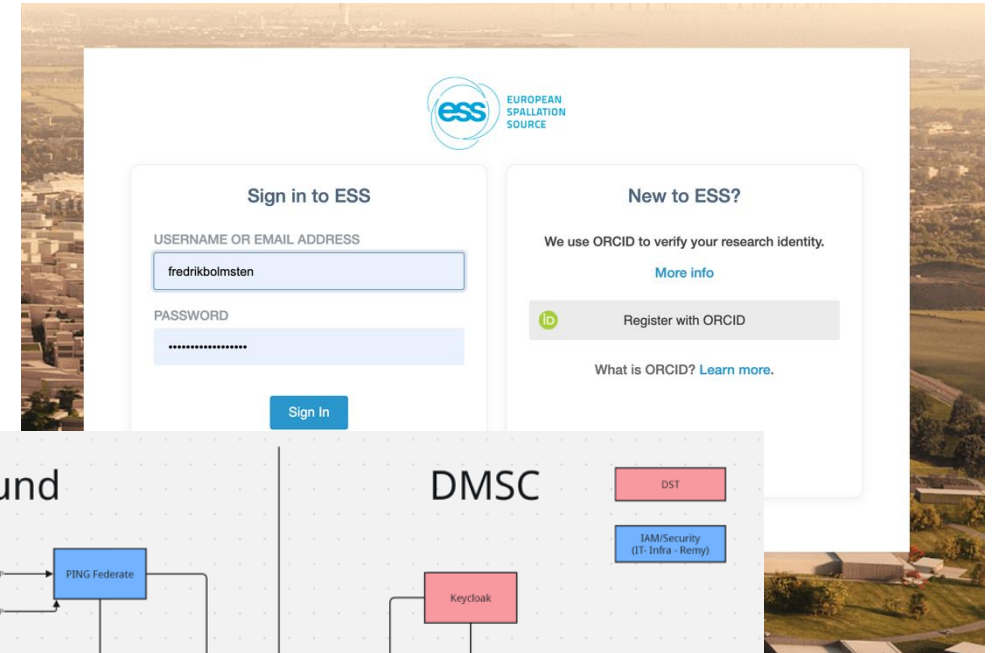 ess
EUROPEAN
SPALLATION
SOURCE
Sign in to ESS
USERNAME OR EMAIL ADDRESS
fredrikbolmsten
PASSWORD
••••••••••••••••••
Sign In
New to ESS?
We use ORCID to verify your research identity.
More info
iD
Register with ORCID
What is ORCID? Learn more.
und
PING Federate
DMSC
DST
IAM/Security
(IT- Infra - Remy)
Keycloak